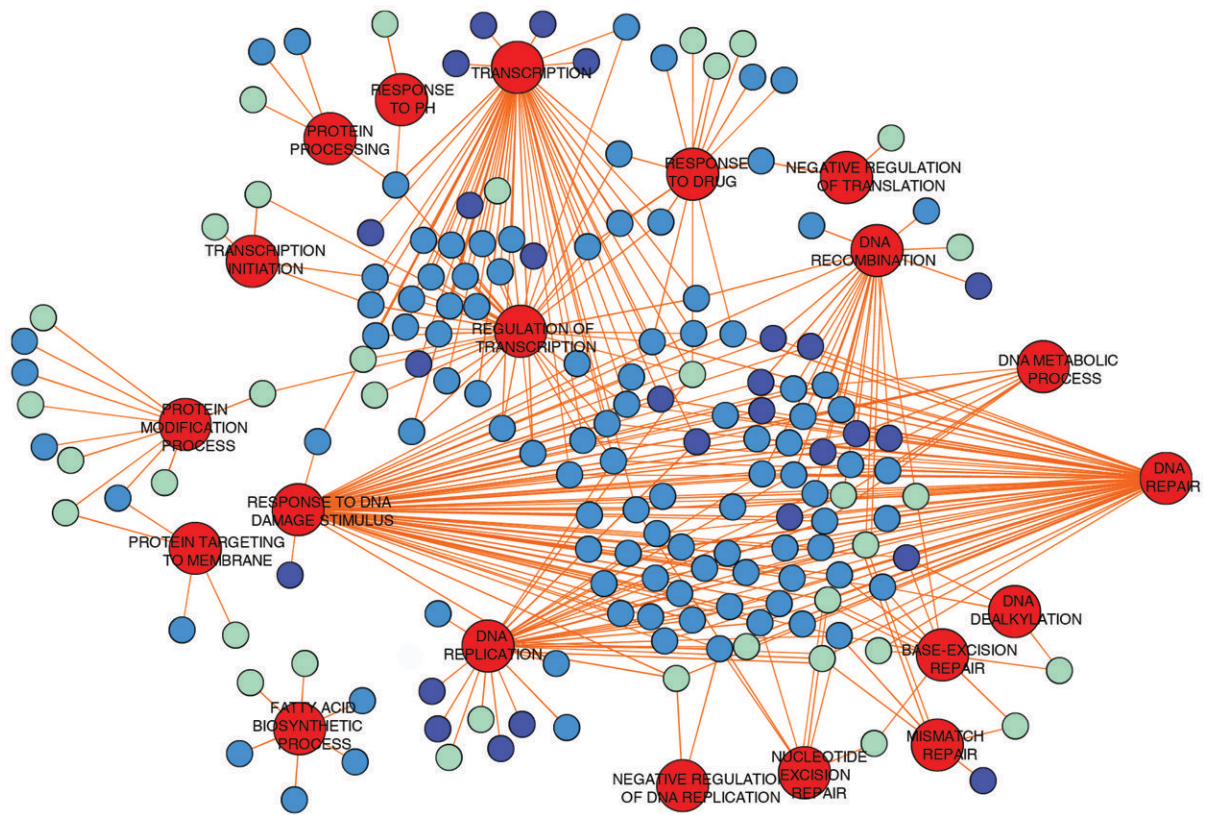 TRANSCRIPTION
RESPONSE
TO PH
PROTEIN
PROCESSING
RESPONSE
TO DRUG
NEGATIVE REGULATION
OF TRANSLATION
TRANSCRIPTION
INITIATION
DNA
RECOMBINATION
REGULATION OF
TRANSCRIPTION
DNA METABOLIC
PROCESS
PROTEIN
MODIFICATION
PROCESS
DNA
REPAIR
RESPONSE TO DNA
DAMAGE STIMULUS
PROTEIN TARGETING
TO MEMBRANE
DNA
DEALKYLATION
DNA
REPLICATION
BASE-EXCISION
REPAIR
FATTY ACID
BIOSYNTHETIC
PROCESS
MISMATCH
REPAIR
NEGATIVE REGULATION
OF DNA REPLICATION
NUCLEOTIDE
EXCISION
REPAIR